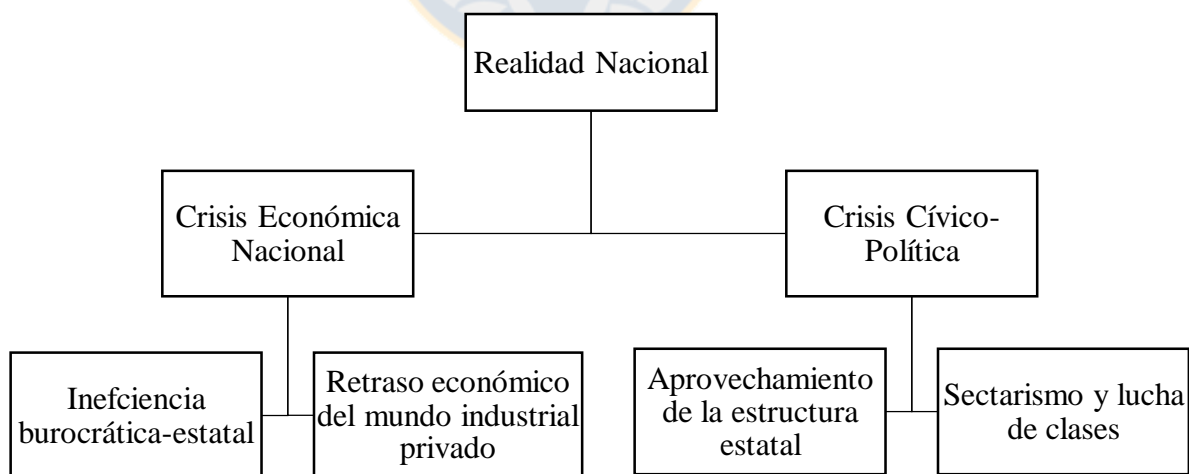 Realidad Nacional
Crisis Económica
Nacional
Crisis Cívico-
Política
Inefciencia
burocrática-estatal
Retraso económico
del mundo industrial
privado
Aprovechamiento
de la estructura
estatal
Sectarismo y lucha
de clases